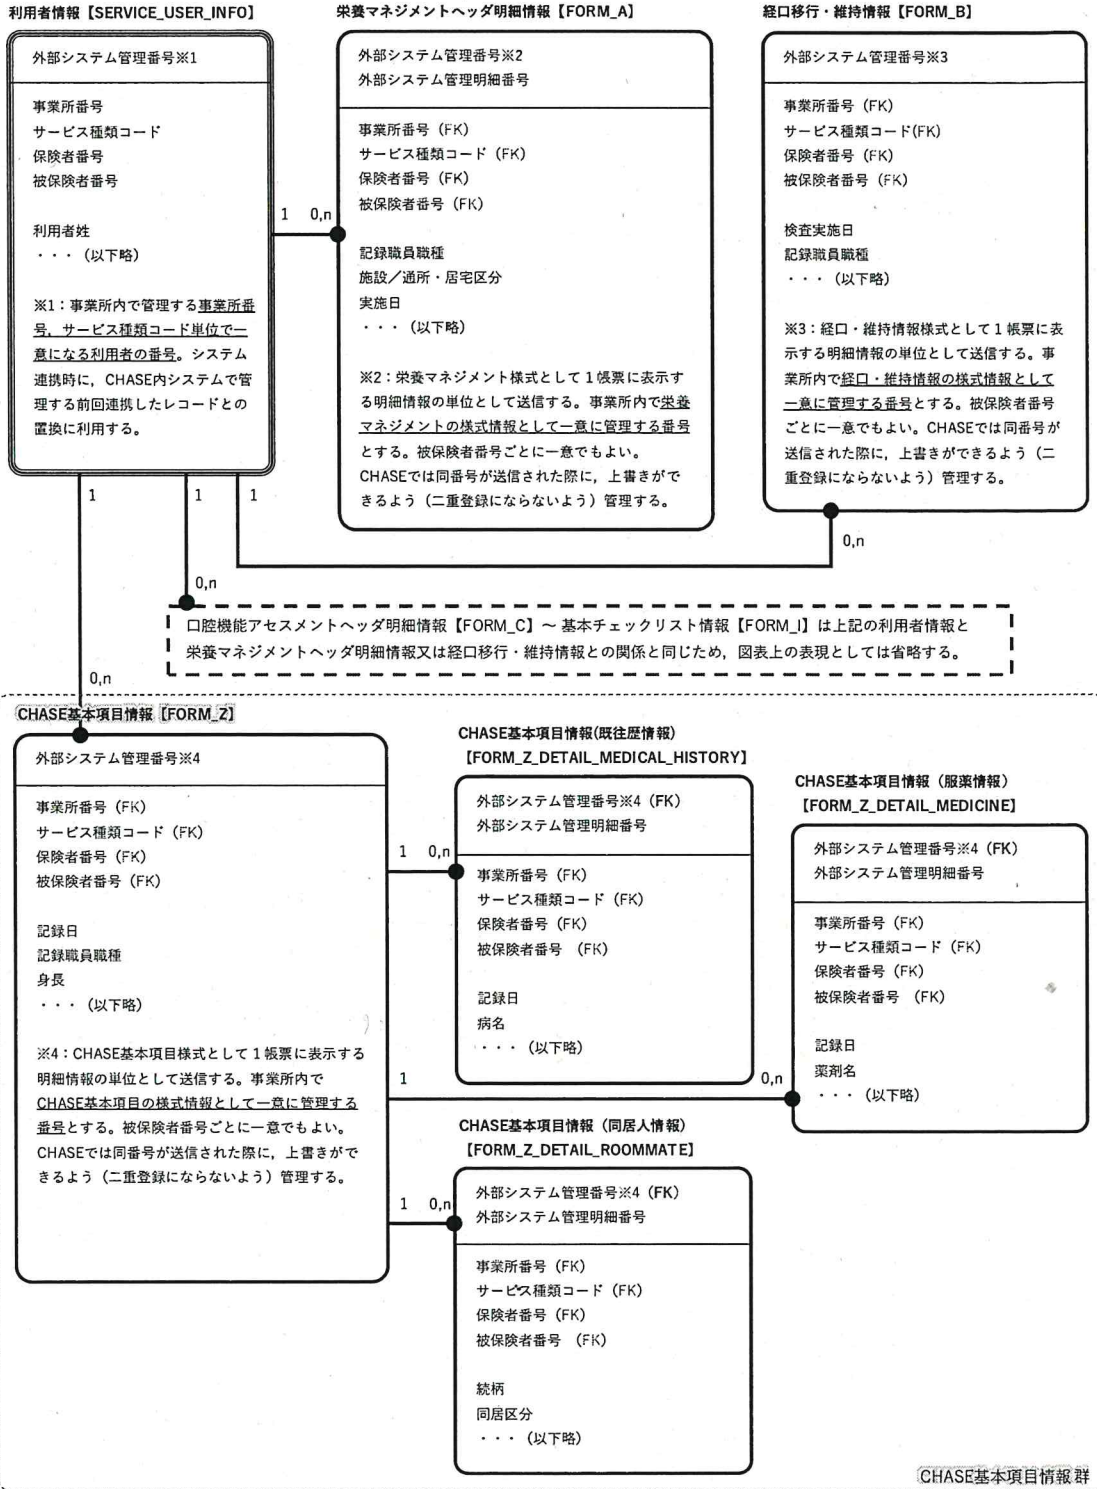 利用者情報【SERVICE_USER_INFO】
外部システム管理番号※1
事業所番号
サービス種類コード
保険者番号
被保険者番号
利用者姓
・・・（以下略）
※1：事業所内で管理する事業所番
号，サービス種類コード単位で一
意になる利用者の番号。システム
連携時に，CHASE内システムで管
理する前回連携したレコードとの
置換に利用する。
栄養マネジメントヘッダ明細情報【FORM_A】
外部システム管理番号※2
外部システム管理明細番号
事業所番号（FK）
サービス種類コード（FK）
保険者番号（FK）
被保険者番号（FK）
記録職員職種
施設／通所・居宅区分
実施日
・・・（以下略）
※2：栄養マネジメント様式として１帳票に表示す
る明細情報の単位として送信する。事業所内で栄養
マネジメントの様式情報として一意に管理する番号
とする。被保険者番号ごとに一意でもよい。
CHASEでは同番号が送信された際に，上書きがで
きるよう（二重登録にならないよう）管理する。
経口移行・維持情報【FORM_B】
外部システム管理番号※3
事業所番号（FK）
サービス種類コード(FK)
保険者番号（FK）
被保険者番号（FK）
検査実施日
記録職員職種
・・・（以下略）
※3：経口・維持情報様式として１帳票に表
示する明細情報の単位として送信する。事
業所内で経口・維持情報の様式情報として
一意に管理する番号とする。被保険者番号
ごとに一意でもよい。CHASEでは同番号が
送信された際に，上書きができるよう（二
重登録にならないよう）管理する。
1 0,n
1
1
1
0,n
0,n
口腔機能アセスメントヘッダ明細情報【FORM_C】～ 基本チェックリスト情報【FORM_I】は上記の利用者情報と
栄養マネジメントヘッダ明細情報又は経口移行・維持情報との関係と同じため，図表上の表現としては省略する。
0,n
CHASE基本項目情報【FORM_Z】
外部システム管理番号※4
事業所番号（FK）
サービス種類コード（FK）
保険者番号（FK）
被保険者番号（FK）
記録日
記録職員職種
身長
・・・（以下略）
※4：CHASE基本項目様式として１帳票に表示する
明細情報の単位として送信する。事業所内で
CHASE基本項目の様式情報として一意に管理する
番号とする。被保険者番号ごとに一意でもよい。
CHASEでは同番号が送信された際に，上書きがで
きるよう（二重登録にならないよう）管理する。
1 0,n
CHASE基本項目情報(既往歴情報)
【FORM_Z_DETAIL_MEDICAL_HISTORY】
外部システム管理番号※4（FK）
外部システム管理明細番号
事業所番号（FK）
サービス種類コード（FK）
保険者番号（FK）
被保険者番号 （FK）
記録日
病名
・・・（以下略）
1 0,n
CHASE基本項目情報（服薬情報）
【FORM_Z_DETAIL_MEDICINE】
外部システム管理番号※4（FK）
外部システム管理明細番号
事業所番号（FK）
サービス種類コード（FK）
保険者番号（FK）
被保険者番号 （FK）
記録日
薬剤名
・・・（以下略）
1 0,n
CHASE基本項目情報（同居人情報）
【FORM_Z_DETAIL_ROOMMATE】
外部システム管理番号※4（FK）
外部システム管理明細番号
事業所番号（FK）
サービス種類コード（FK）
保険者番号（FK）
被保険者番号 （FK）
続柄
同居区分
・・・（以下略）
CHASE基本項目情報群